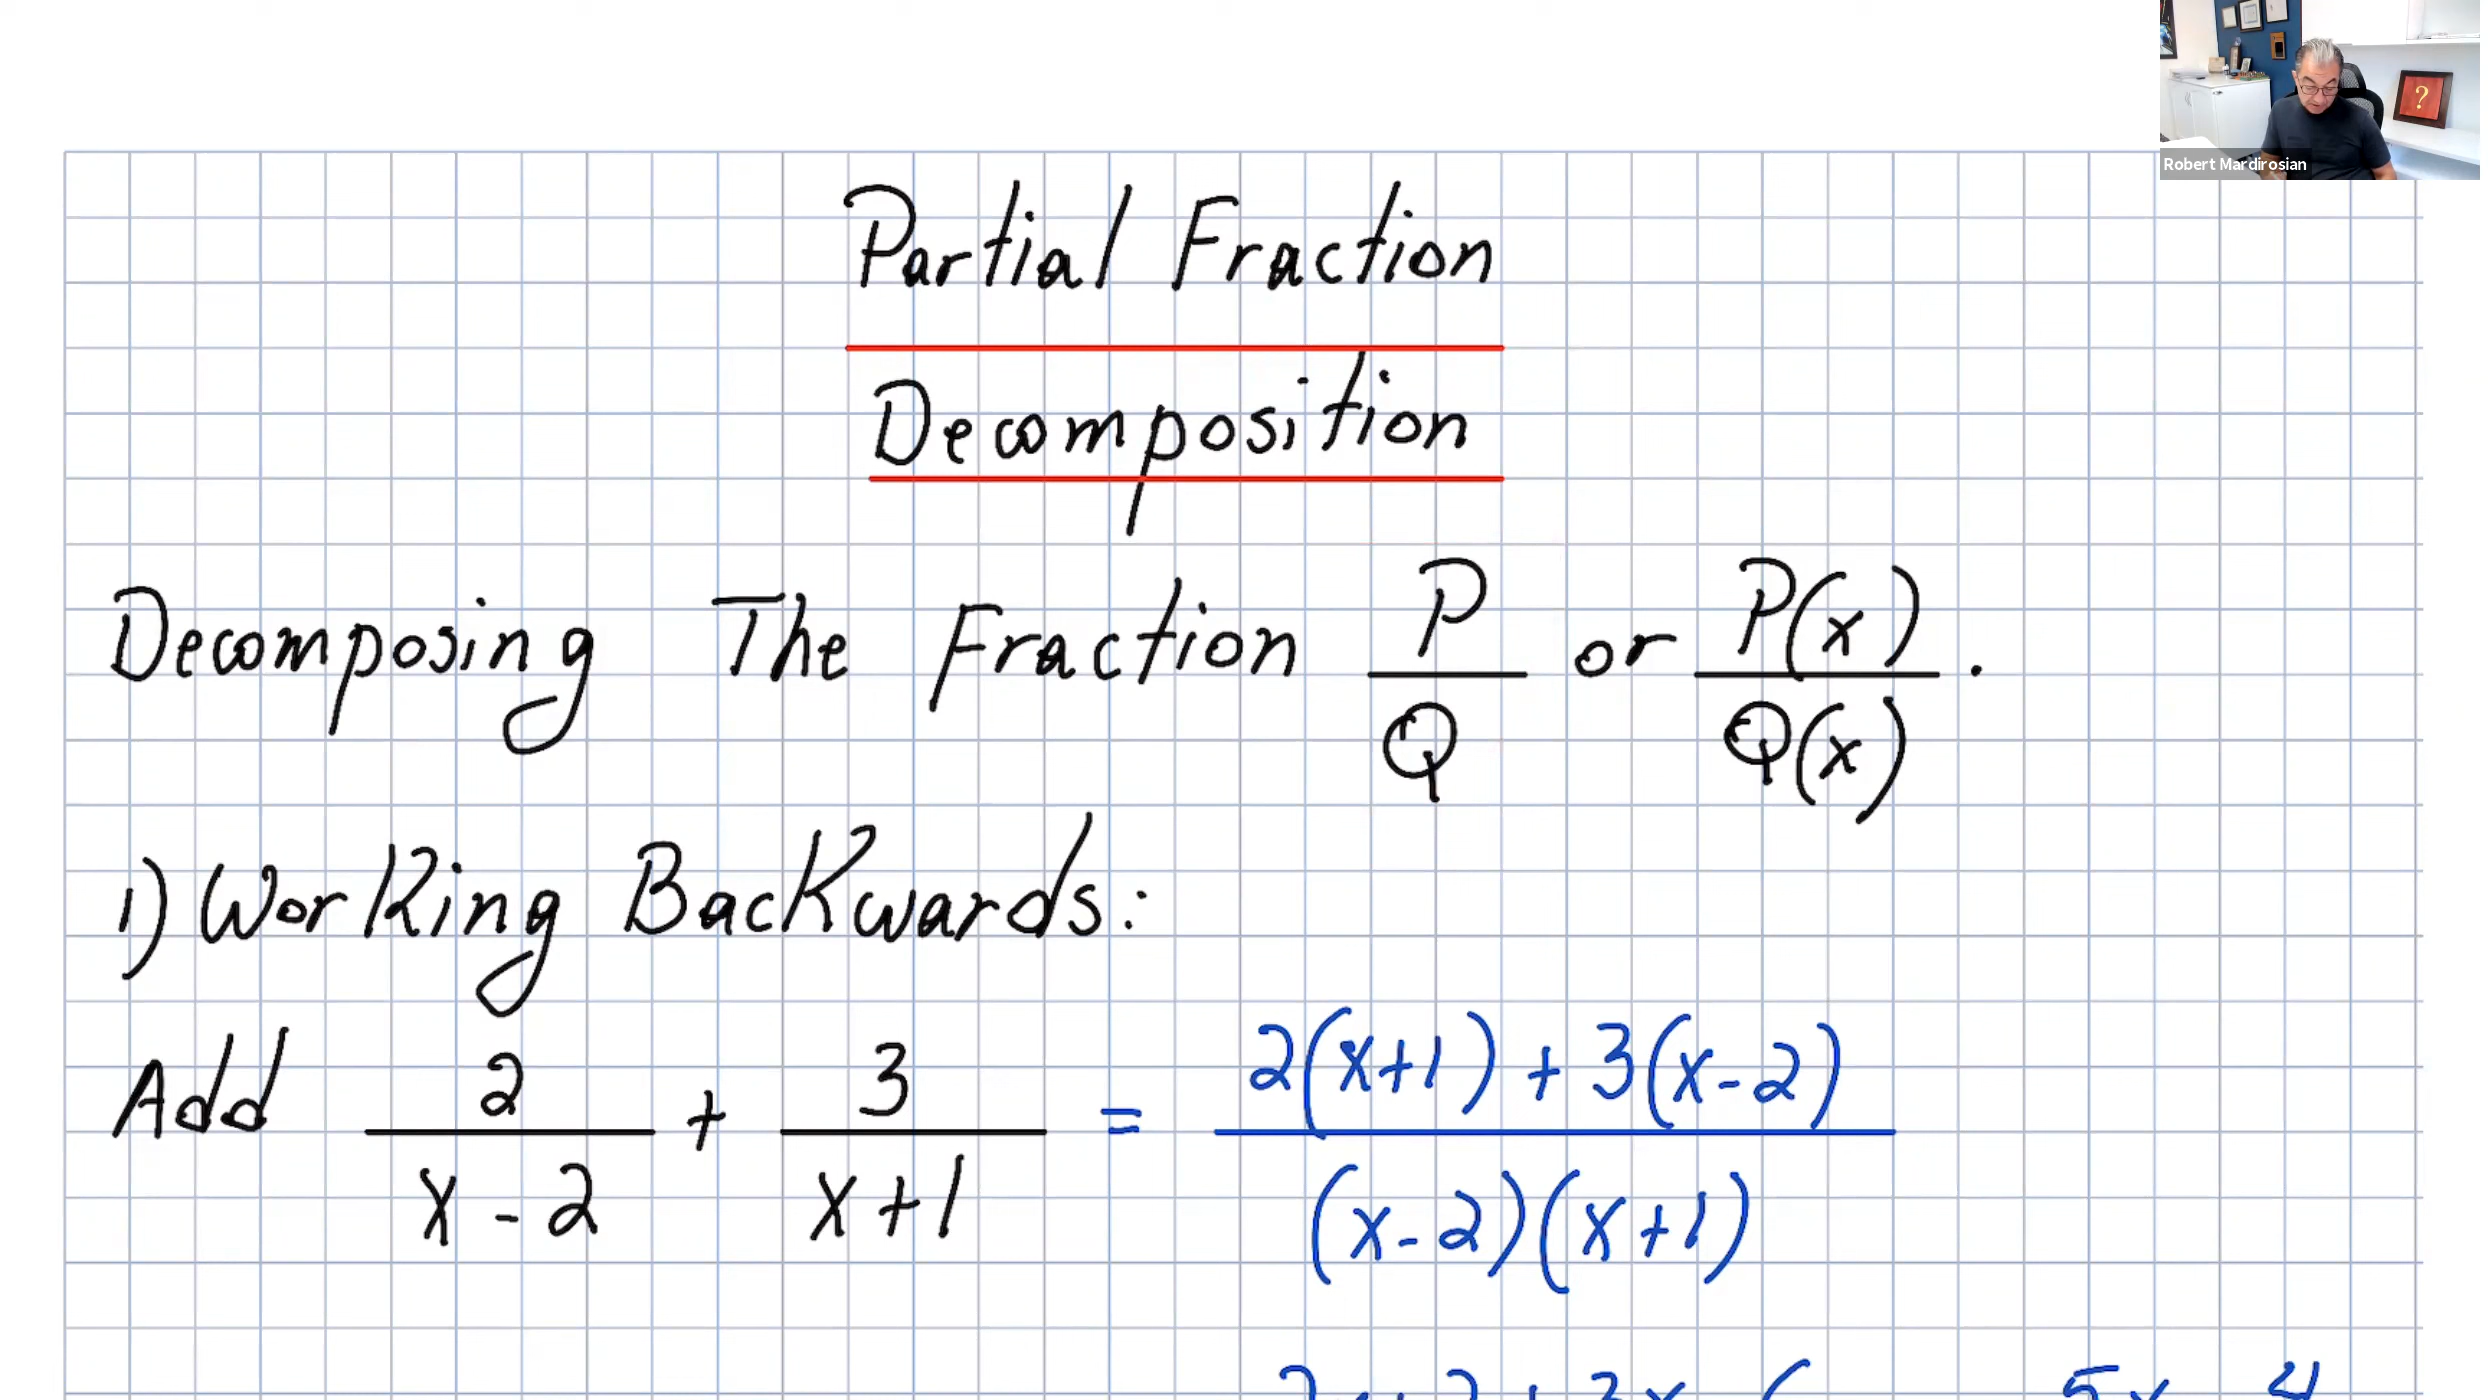 Robert Mardirosian
?
Partial Fraction
Decomposition
Decomposing The Fraction P/Q or P(x)/Q(x).
1) Working Backwards:
Add 2/(x-2) + 3/(x+1) = (2(x+1) + 3(x-2))/((x-2)(x+1))